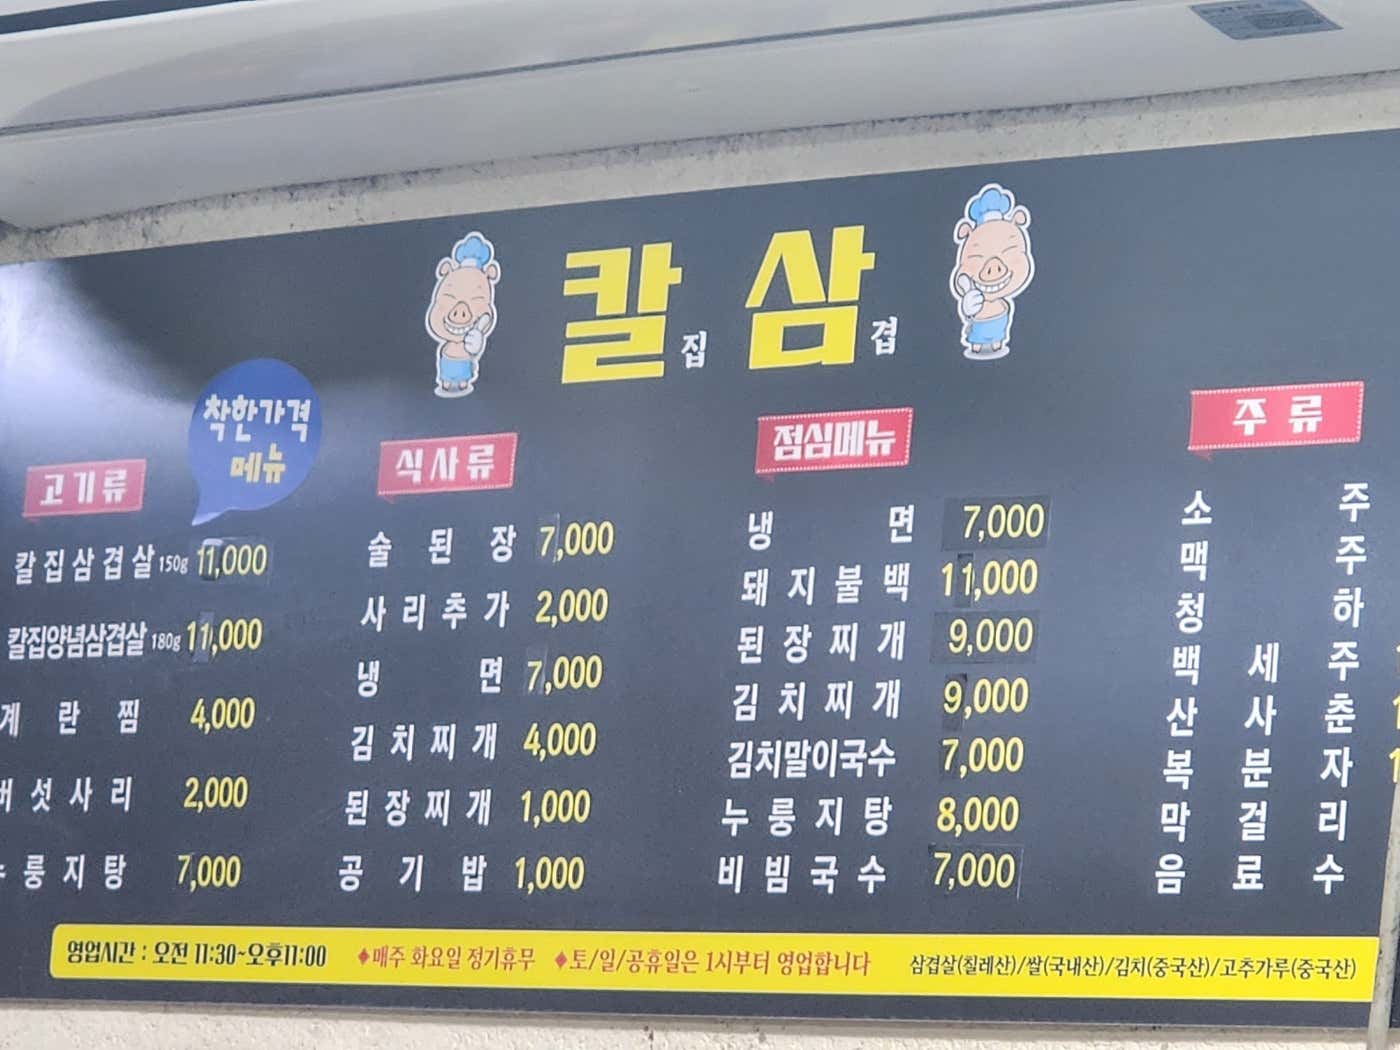 칼집 삼겹
착한가격
메뉴
고기류
칼집삼겹살 150g 11,000
칼집양념삼겹살 180g 11,000
계란찜 4,000
버섯사리 2,000
누룽지탕 7,000
식사류
술된장 7,000
사리추가 2,000
냉면 7,000
김치찌개 4,000
된장찌개 1,000
공기밥 1,000
점심메뉴
냉면 7,000
돼지불백 11,000
된장찌개 9,000
김치찌개 9,000
김치말이국수 7,000
누룽지탕 8,000
비빔국수 7,000
주류
소주
맥주
청하
백세주
산사춘
복분자
막걸리
음료수
영업시간 : 오전 11:30~오후11:00 ♦매주 화요일 정기휴무 ♦토/일/공휴일은 1시부터 영업합니다 삼겹살(칠레산)/쌀(국내산)/김치(중국산)/고추가루(중국산)